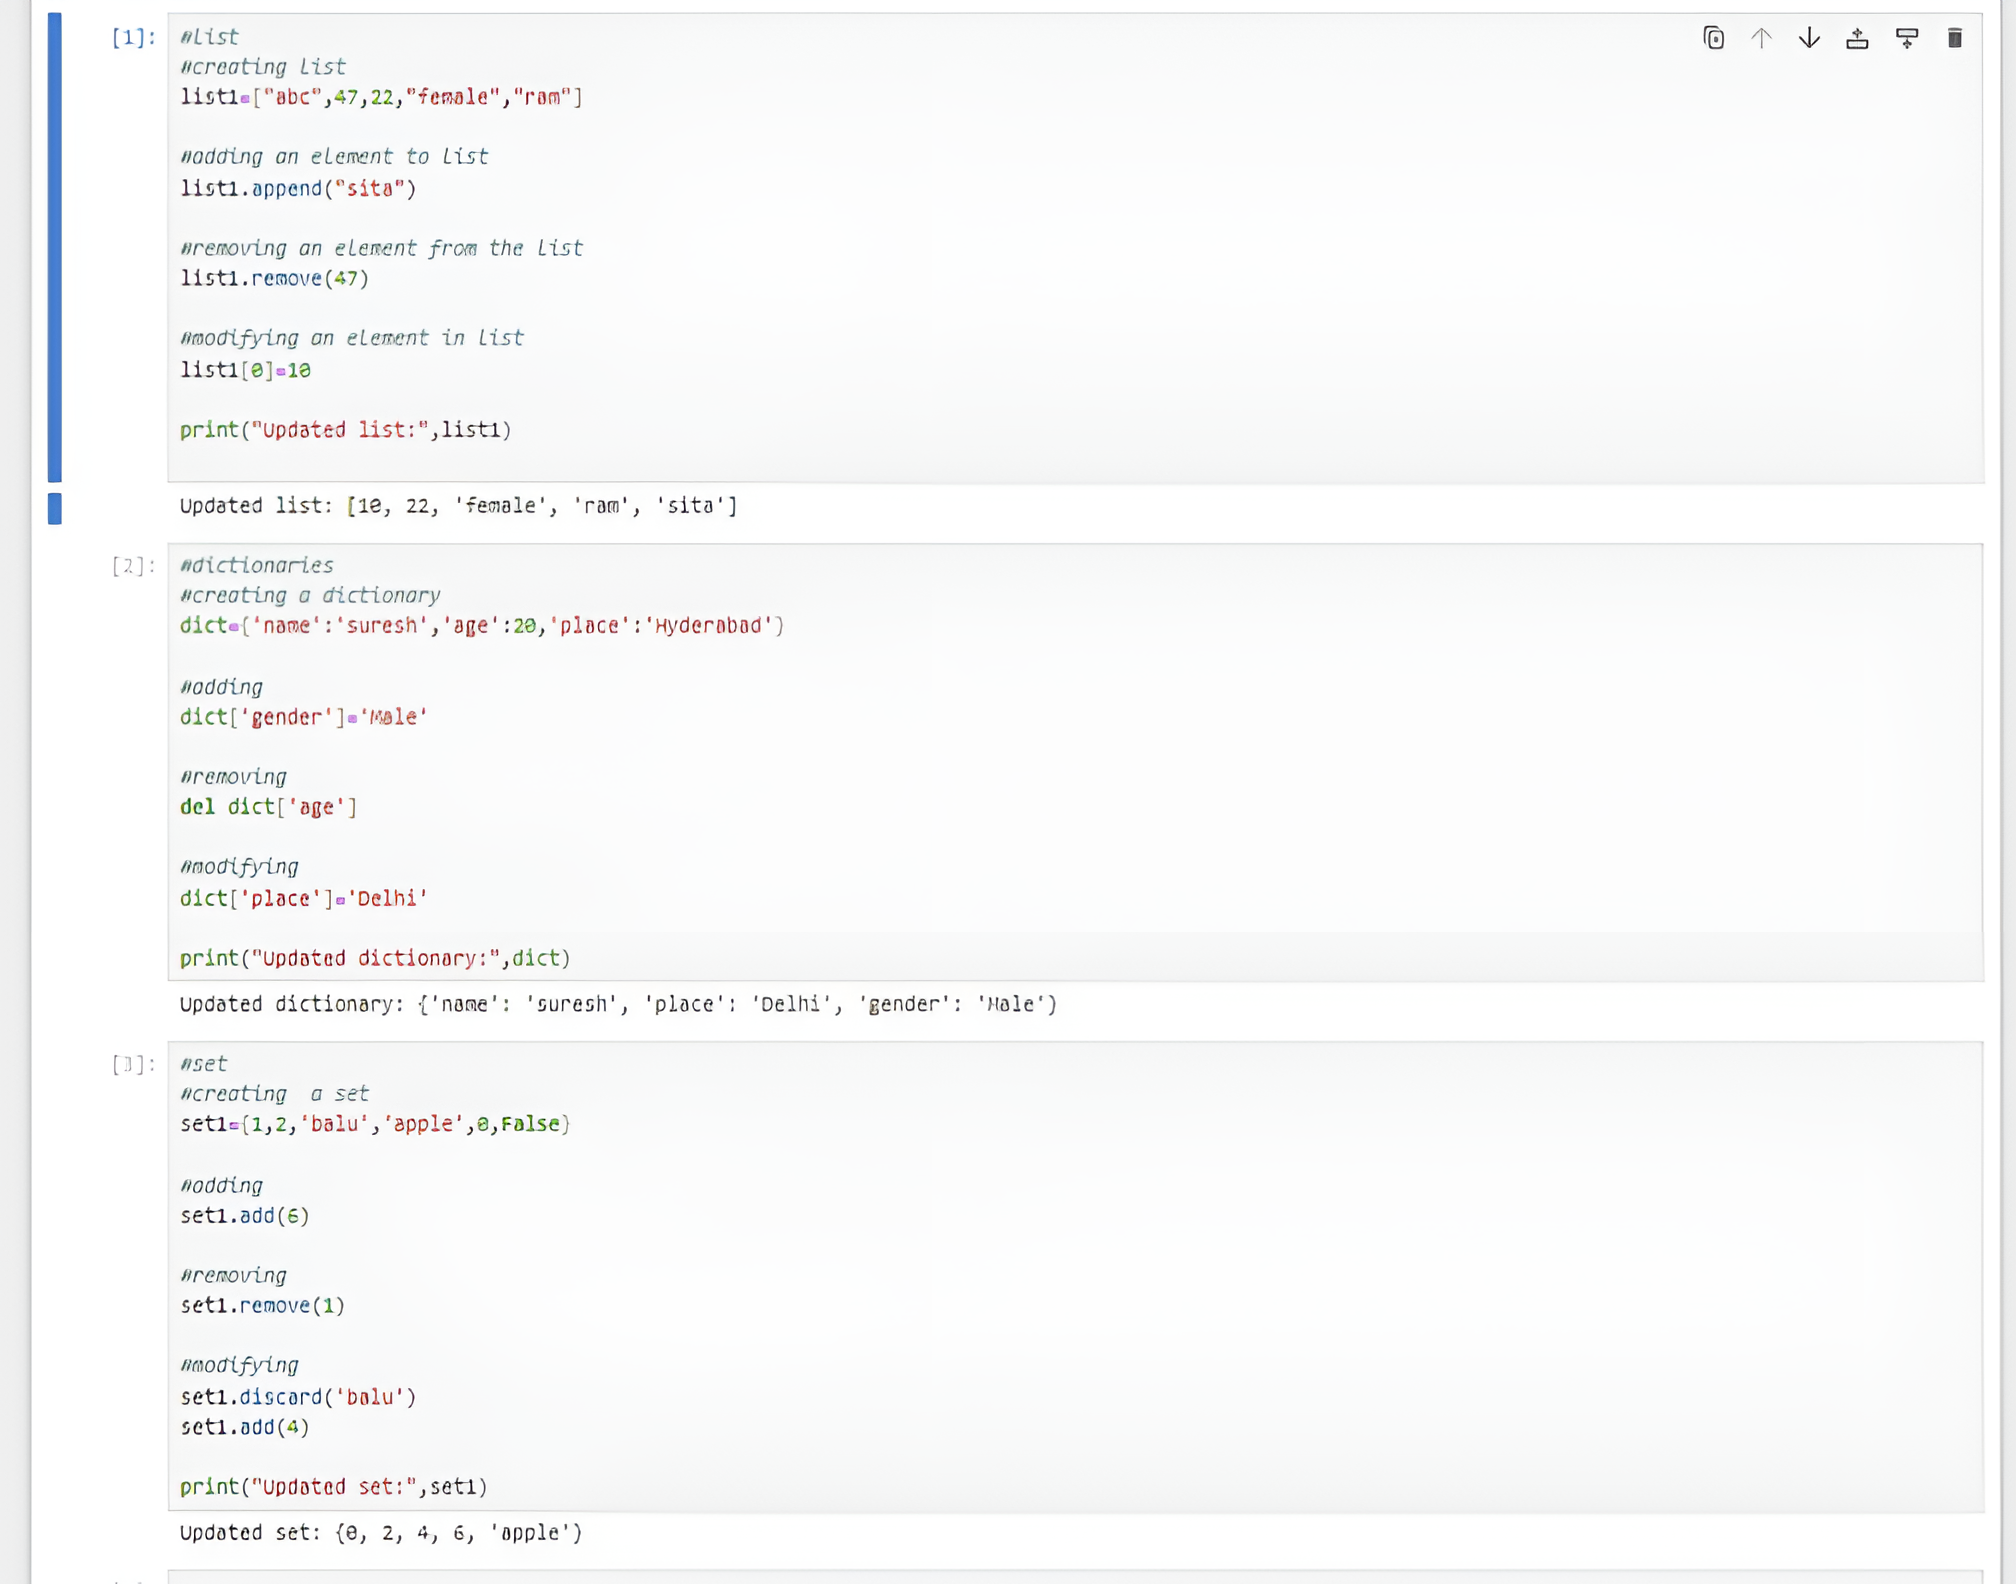 [1]: #list
#creating list
list1=["abc",47,22,"female","ram"]
#adding an element to list
list1.append("sita")
#removing an element from the list
list1.remove(47)
#modifying an element in list
list1[0]=10
print("Updated list:",list1)
Updated list: [10, 22, 'female', 'ram', 'sita']
[2]: #dictionaries
#creating a dictionary
dict={'name':'suresh','age':20,'place':'Hyderabad'}
#adding
dict['gender']='Male'
#removing
del dict['age']
#modifying
dict['place']='Delhi'
print("Updated dictionary:",dict)
Updated dictionary: {'name': 'suresh', 'place': 'Delhi', 'gender': 'Male'}
[3]: #set
#creating  a set
set1={1,2,'balu','apple',0,False}
#adding
set1.add(6)
#removing
set1.remove(1)
#modifying
set1.discard('balu')
set1.add(4)
print("Updated set:",set1)
Updated set: {0, 2, 4, 6, 'apple'}